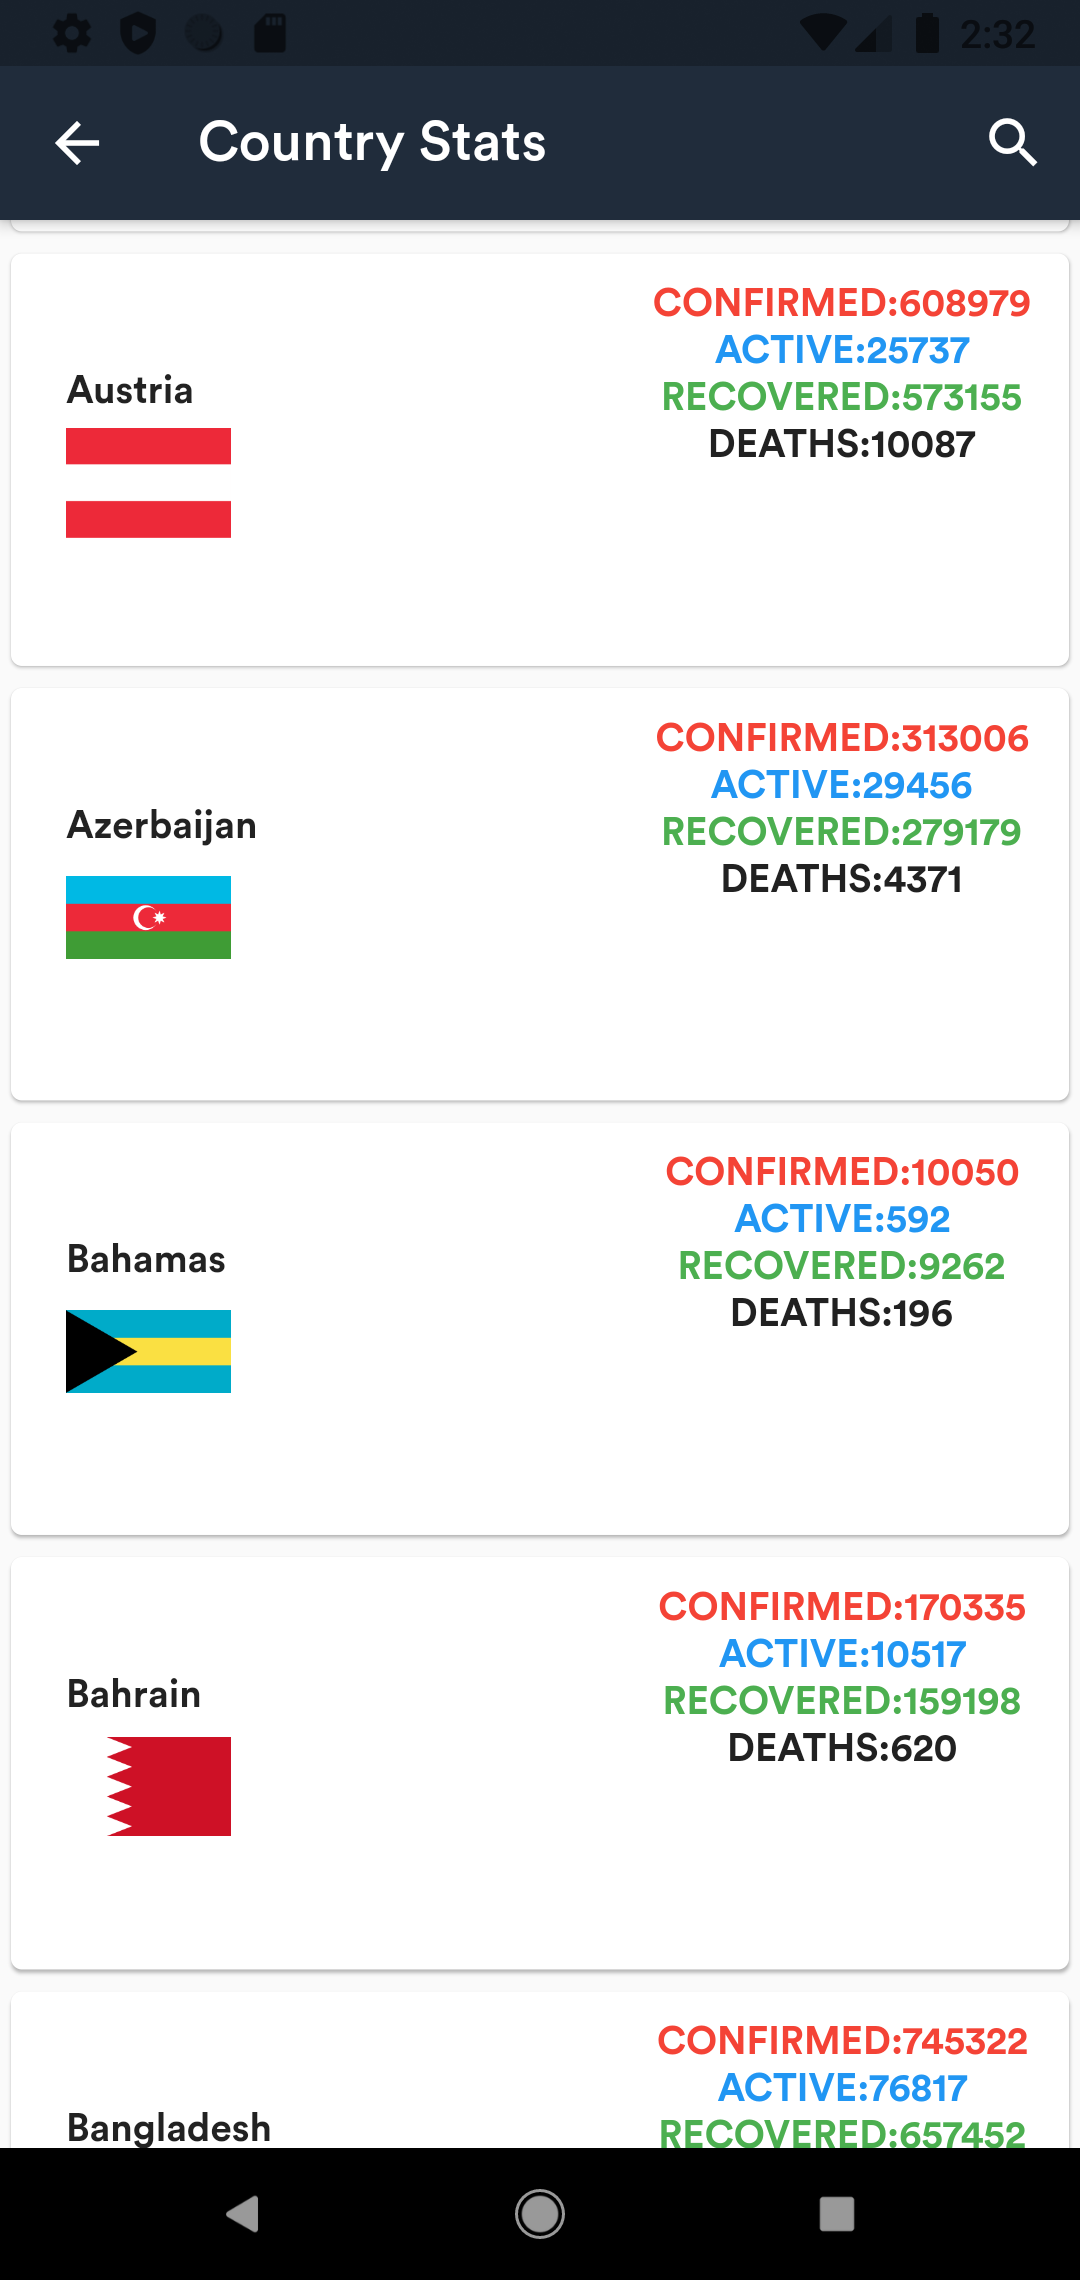 2:32
Country Stats
CONFIRMED:608979
ACTIVE:25737
RECOVERED:573155
DEATHS:10087
Austria
CONFIRMED:313006
ACTIVE:29456
RECOVERED:279179
DEATHS:4371
Azerbaijan
CONFIRMED:10050
ACTIVE:592
RECOVERED:9262
DEATHS:196
Bahamas
CONFIRMED:170335
ACTIVE:10517
RECOVERED:159198
DEATHS:620
Bahrain
CONFIRMED:745322
ACTIVE:76817
RECOVERED:657452
Bangladesh